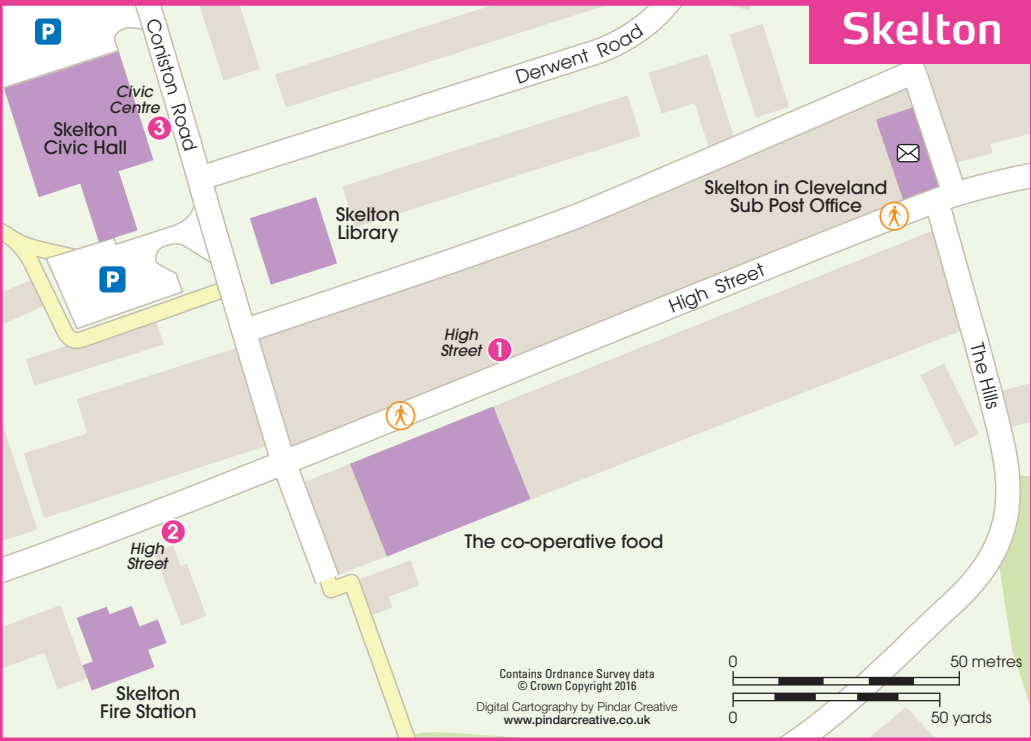 Skelton
P
Coniston Road
Derwent Road
Civic
Centre
3
Skelton
Civic Hall
Skelton in Cleveland
Sub Post Office
Skelton
Library
P
High Street
High
Street
1
The Hills
2
High
Street
The co-operative food
Skelton
Fire Station
Contains Ordnance Survey data
© Crown Copyright 2016
Digital Cartography by Pindar Creative
www.pindarcreative.co.uk
0 50 metres
0 50 yards